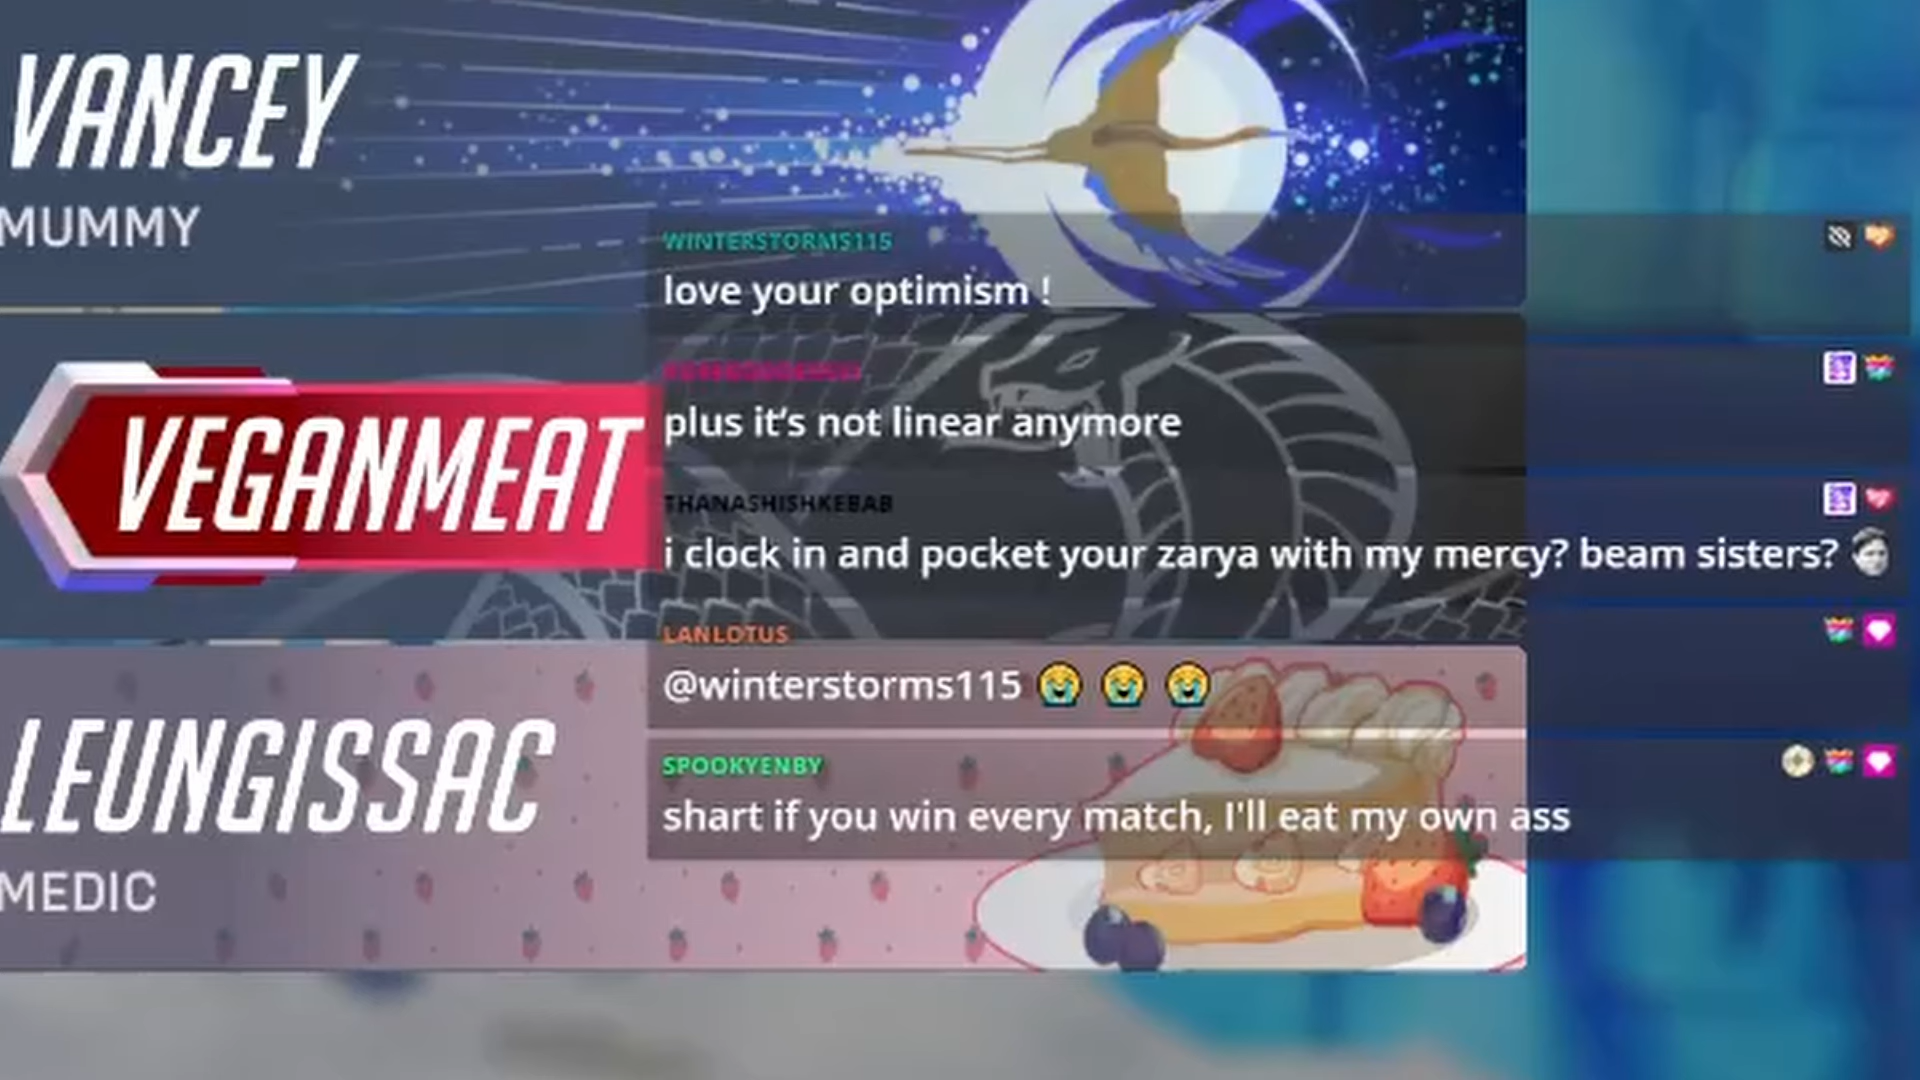 VANCEY
MUMMY
WINTERSTORMS115
love your optimism !
plus it's not linear anymore
VEGANMEAT
THANASHISHKEBAB
i clock in and pocket your zarya with my mercy? beam sisters?
LANLOTUS
@winterstorms115
LEUNGISSAC
MEDIC
SPOOKYENBY
shart if you win every match, I'll eat my own ass